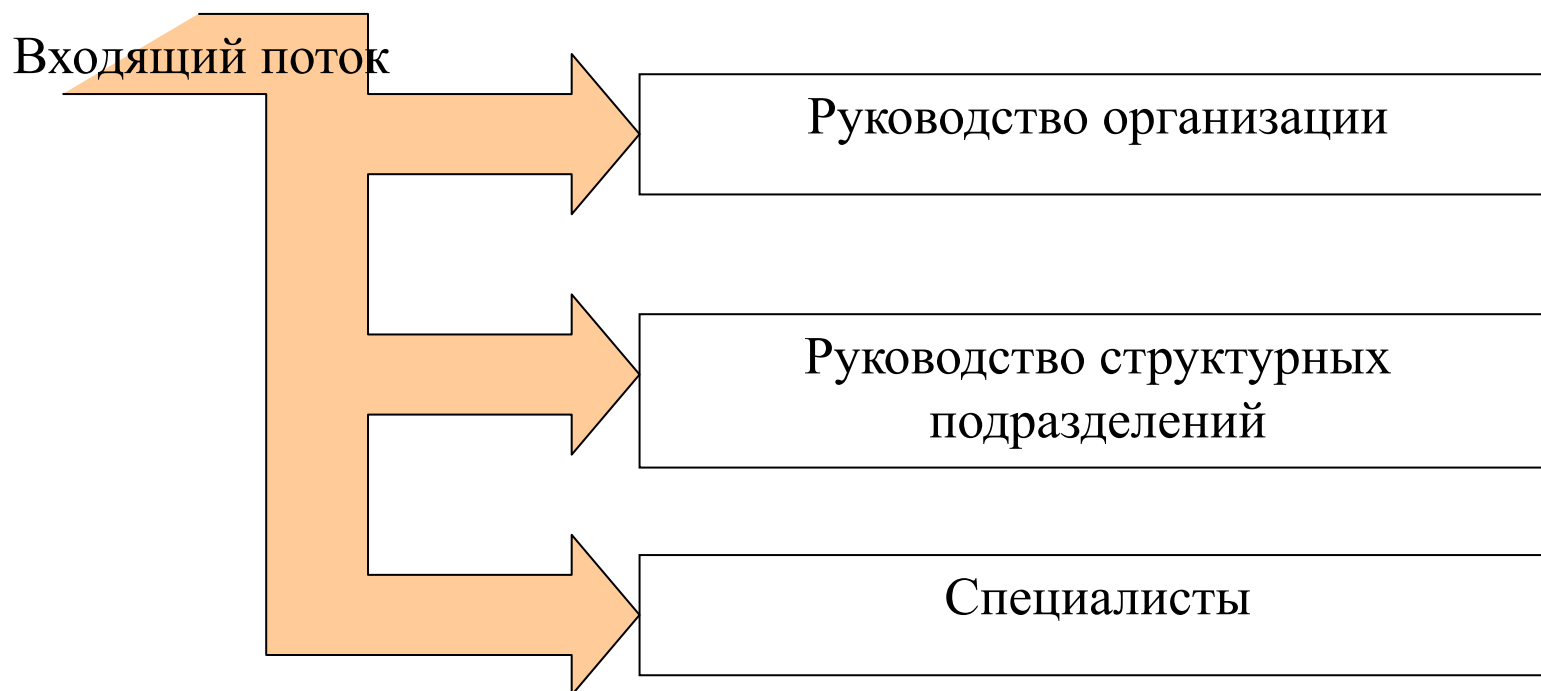 Входящий поток
Руководство организации
Руководство структурных
подразделений
Специалисты